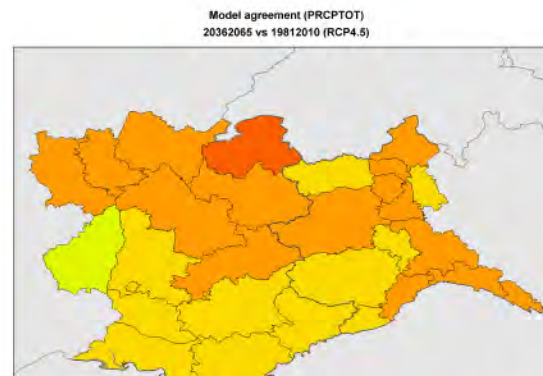 Model agreement (PRCPTOT)
20362065 vs 19812010 (RCP4.5)